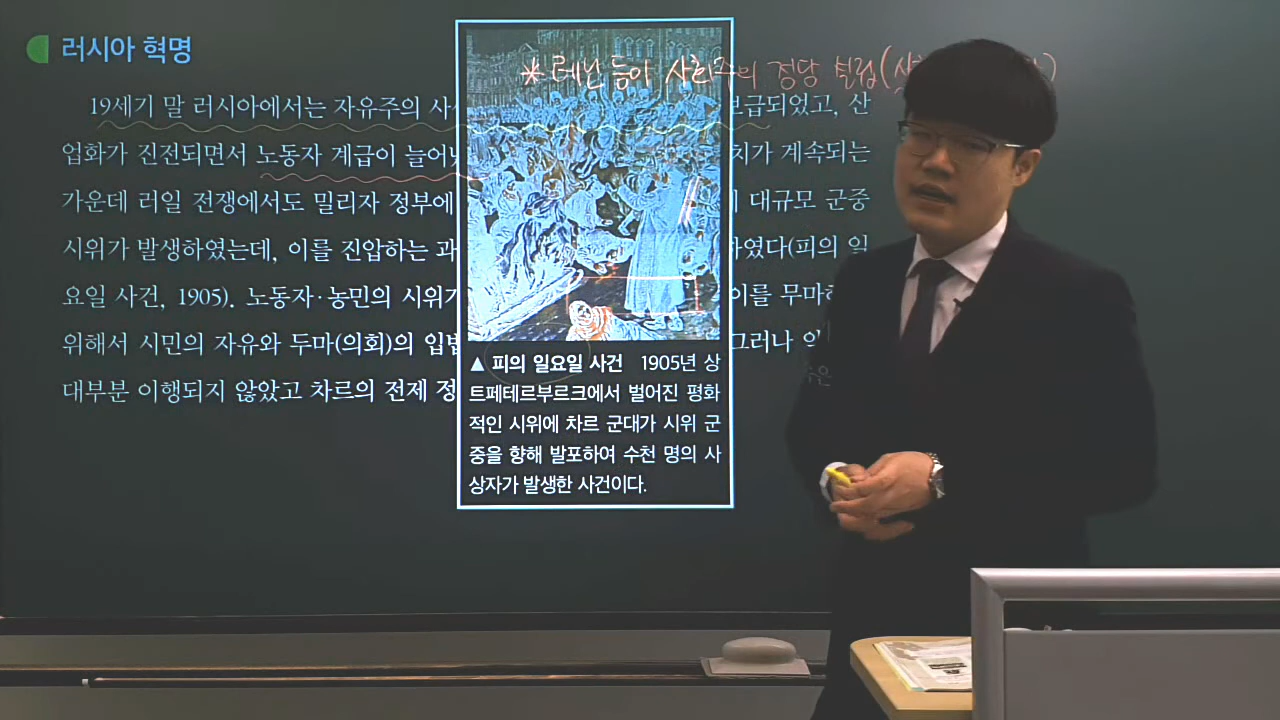 러시아 혁명
* 레닌 등이 사회주의 정당 설립(
19세기 말 러시아에서는 자유주의 사 보급되었고, 산
업화가 진전되면서 노동자 계급이 늘어 치가 계속되는
가운데 러일 전쟁에서도 밀리자 정부에 대규모 군중
시위가 발생하였는데, 이를 진압하는 과 하였다(피의 일
요일 사건, 1905). 노동자·농민의 시위가 이를 무마하
위해서 시민의 자유와 두마(의회)의 입법 그러나
대부분 이행되지 않았고 차르의 전제 정
▲ 피의 일요일 사건 1905년 상
트페테르부르크에서 벌어진 평화
적인 시위에 차르 군대가 시위 군
중을 향해 발포하여 수천 명의 사
상자가 발생한 사건이다.